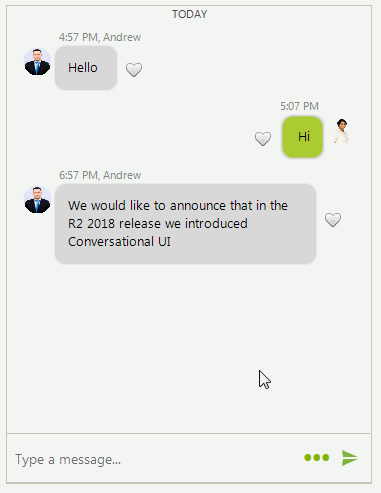 TODAY
4:57 PM, Andrew
Hello
5:07 PM
Hi
6:57 PM, Andrew
We would like to announce that in the
R2 2018 release we introduced
Conversational UI
Type a message...